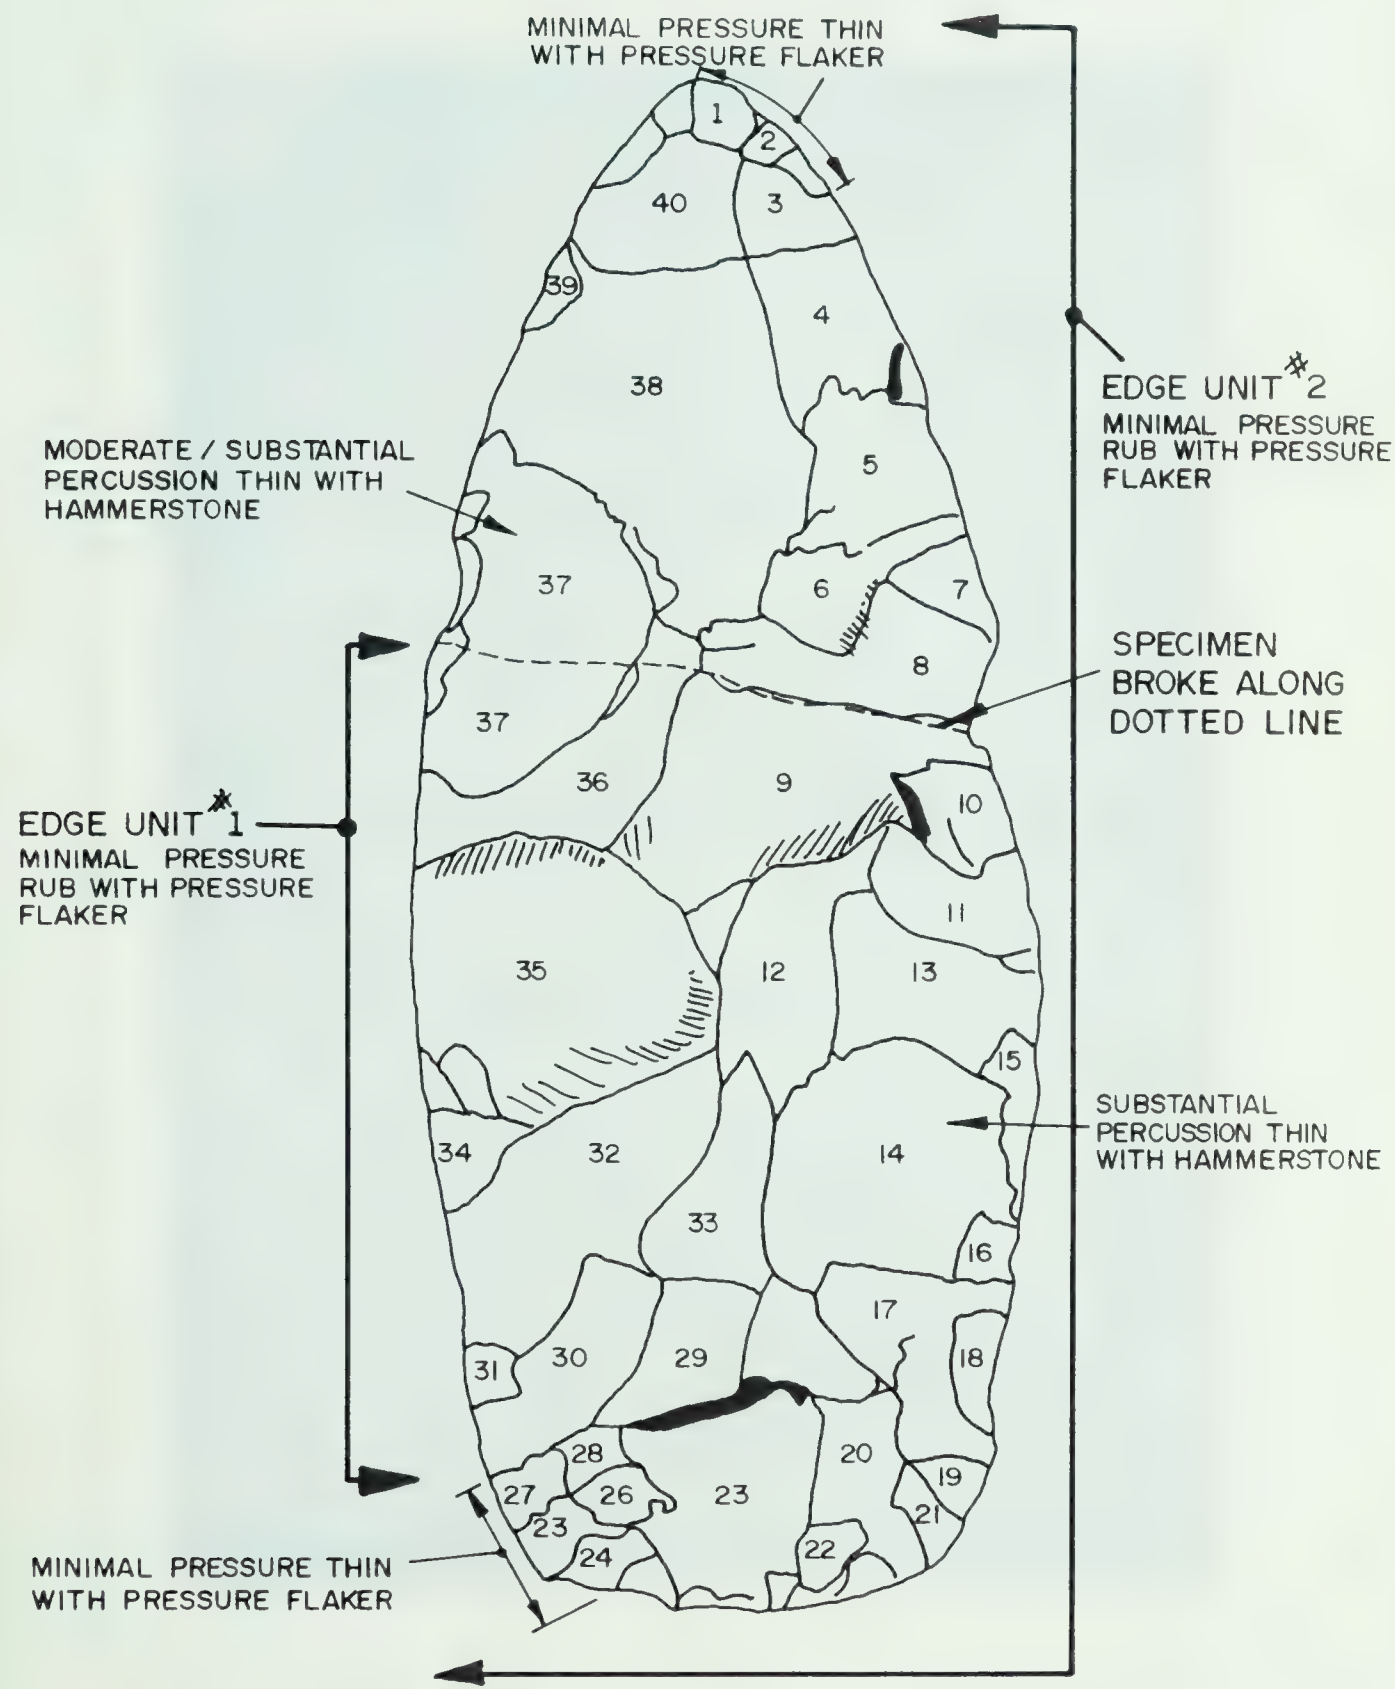 MINIMAL PRESSURE THIN
WITH PRESSURE FLAKER
1
2
40
3
39
4
38
EDGE UNIT #2
MINIMAL PRESSURE
RUB WITH PRESSURE
FLAKER
MODERATE / SUBSTANTIAL
PERCUSSION THIN WITH
HAMMERSTONE
5
37
6
7
8
SPECIMEN
BROKE ALONG
DOTTED LINE
37
36
9
10
EDGE UNIT #1
MINIMAL PRESSURE
RUB WITH PRESSURE
FLAKER
11
35
12
13
15
SUBSTANTIAL
PERCUSSION THIN
WITH HAMMERSTONE
34
32
14
33
16
17
31
30
29
18
28
20
19
27
26
23
21
23
24
22
MINIMAL PRESSURE THIN
WITH PRESSURE FLAKER